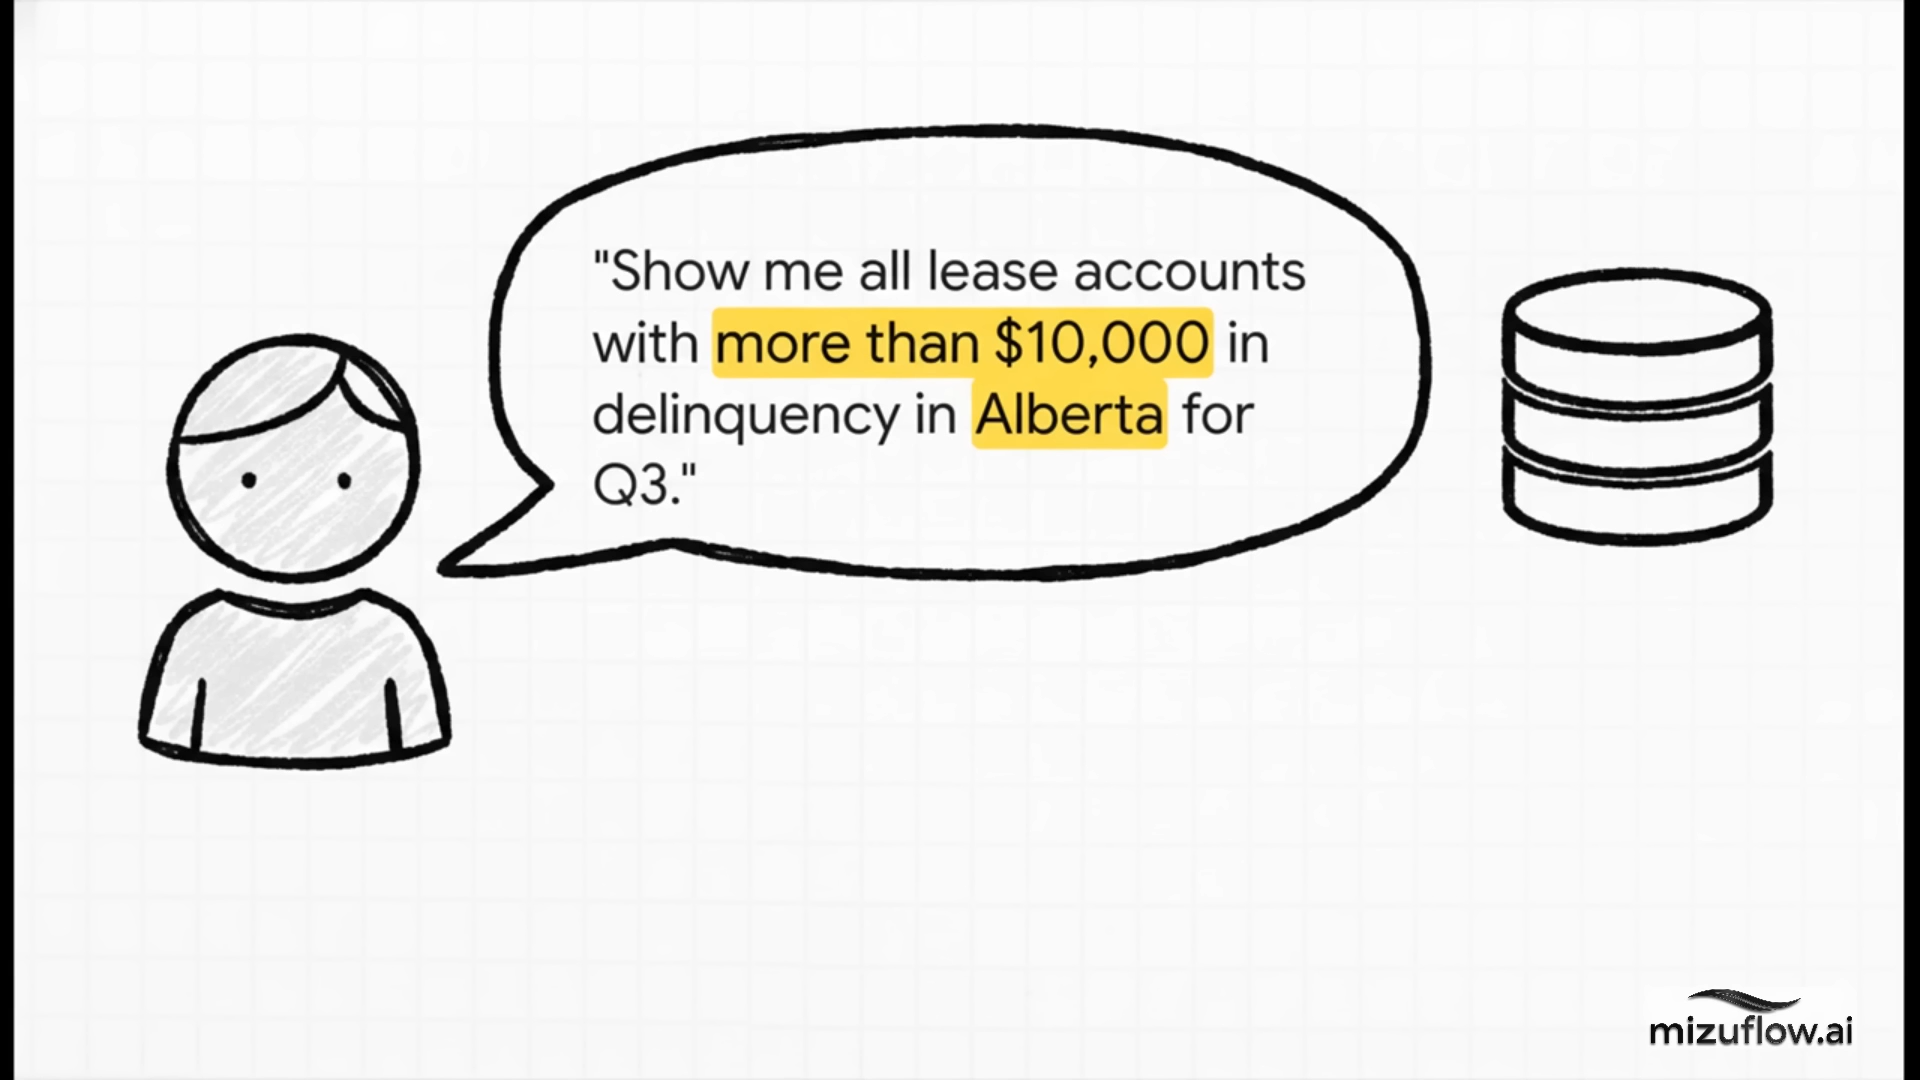 "Show me all lease accounts
with more than $10,000 in
delinquency in Alberta for
Q3."
mizuflow.ai